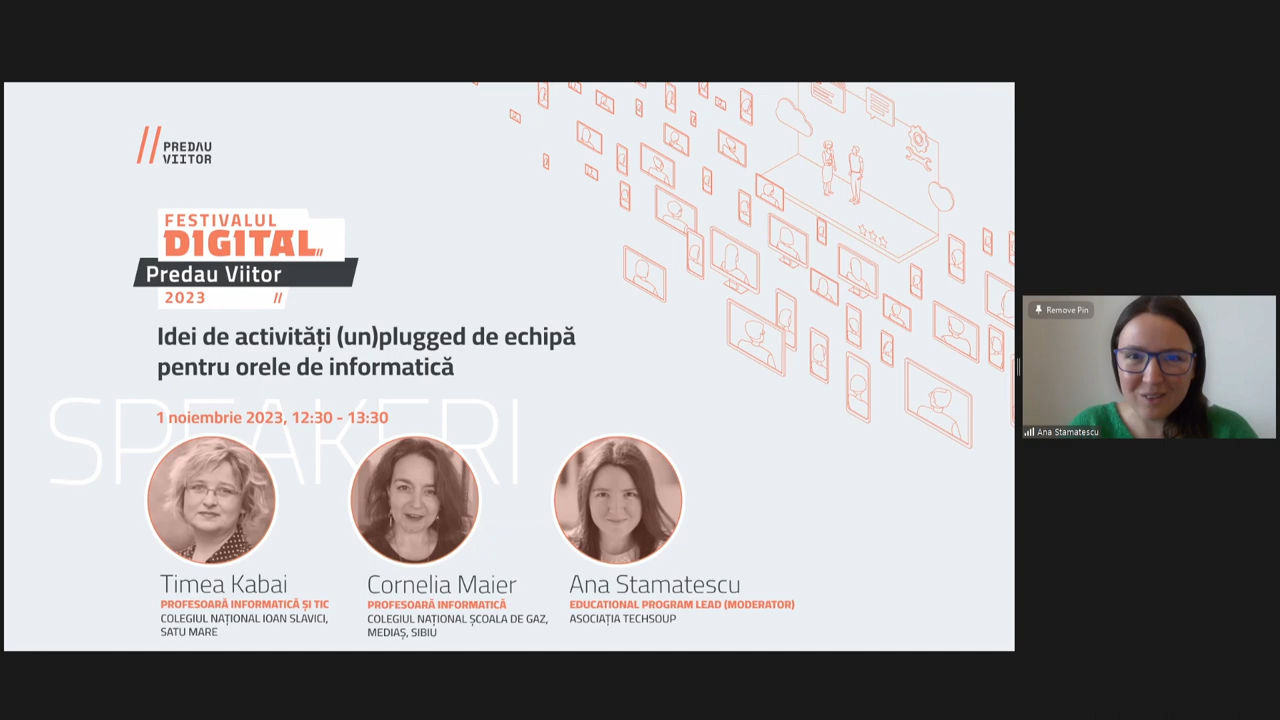 PREDAU
VIITOR
FESTIVALUL
DIGITAL//
Predau Viitor
2023 //
Idei de activități (un)plugged de echipă
pentru orele de informatică
SPEAKERI
1 noiembrie 2023, 12:30 - 13:30
Timea Kabai
PROFESOARĂ INFORMATICĂ ȘI TIC
COLEGIUL NAȚIONAL IOAN SLAVICI,
SATU MARE
Cornelia Maier
PROFESOARĂ INFORMATICĂ
COLEGIUL NAȚIONAL ȘCOALA DE GAZ,
MEDIAȘ, SIBIU
Ana Stamatescu
EDUCATIONAL PROGRAM LEAD (MODERATOR)
ASOCIAȚIA TECHSOUP
Remove Pin
Ana Stamatescu